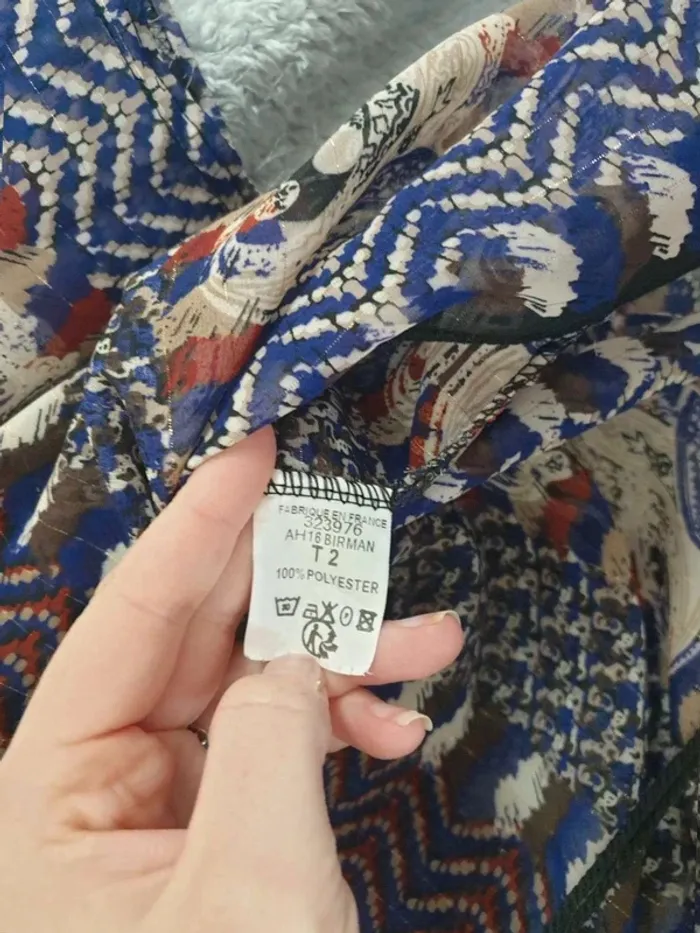 FABRIQUE EN FRANCE
323976
AH16 BIRMAN
T 2
100% POLYESTER